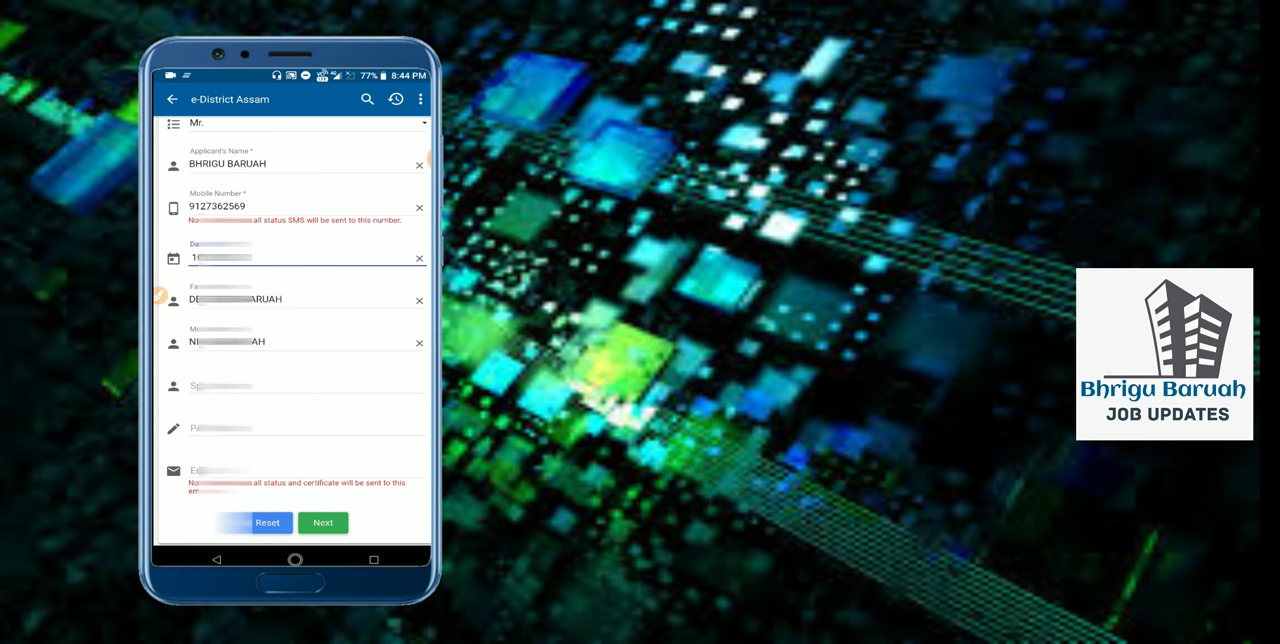 77% 8:44 PM
e-District Assam
Mr.
Applicant's Name *
BHRIGU BARUAH
Mobile Number *
9127362569
all status SMS will be sent to this number.
Reset Next
all status and certificate will be sent to this
Bhrigu Baruah
JOB UPDATES